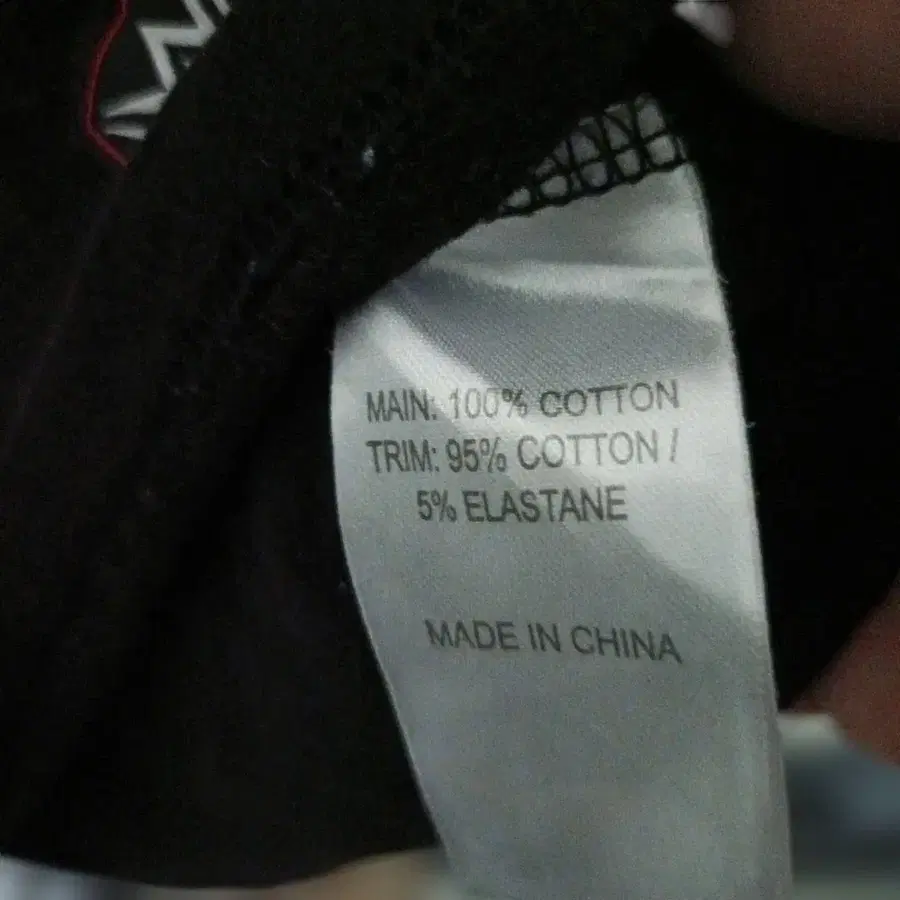 MAIN: 100% COTTON
TRIM: 95% COTTON /
5% ELASTANE
MADE IN CHINA